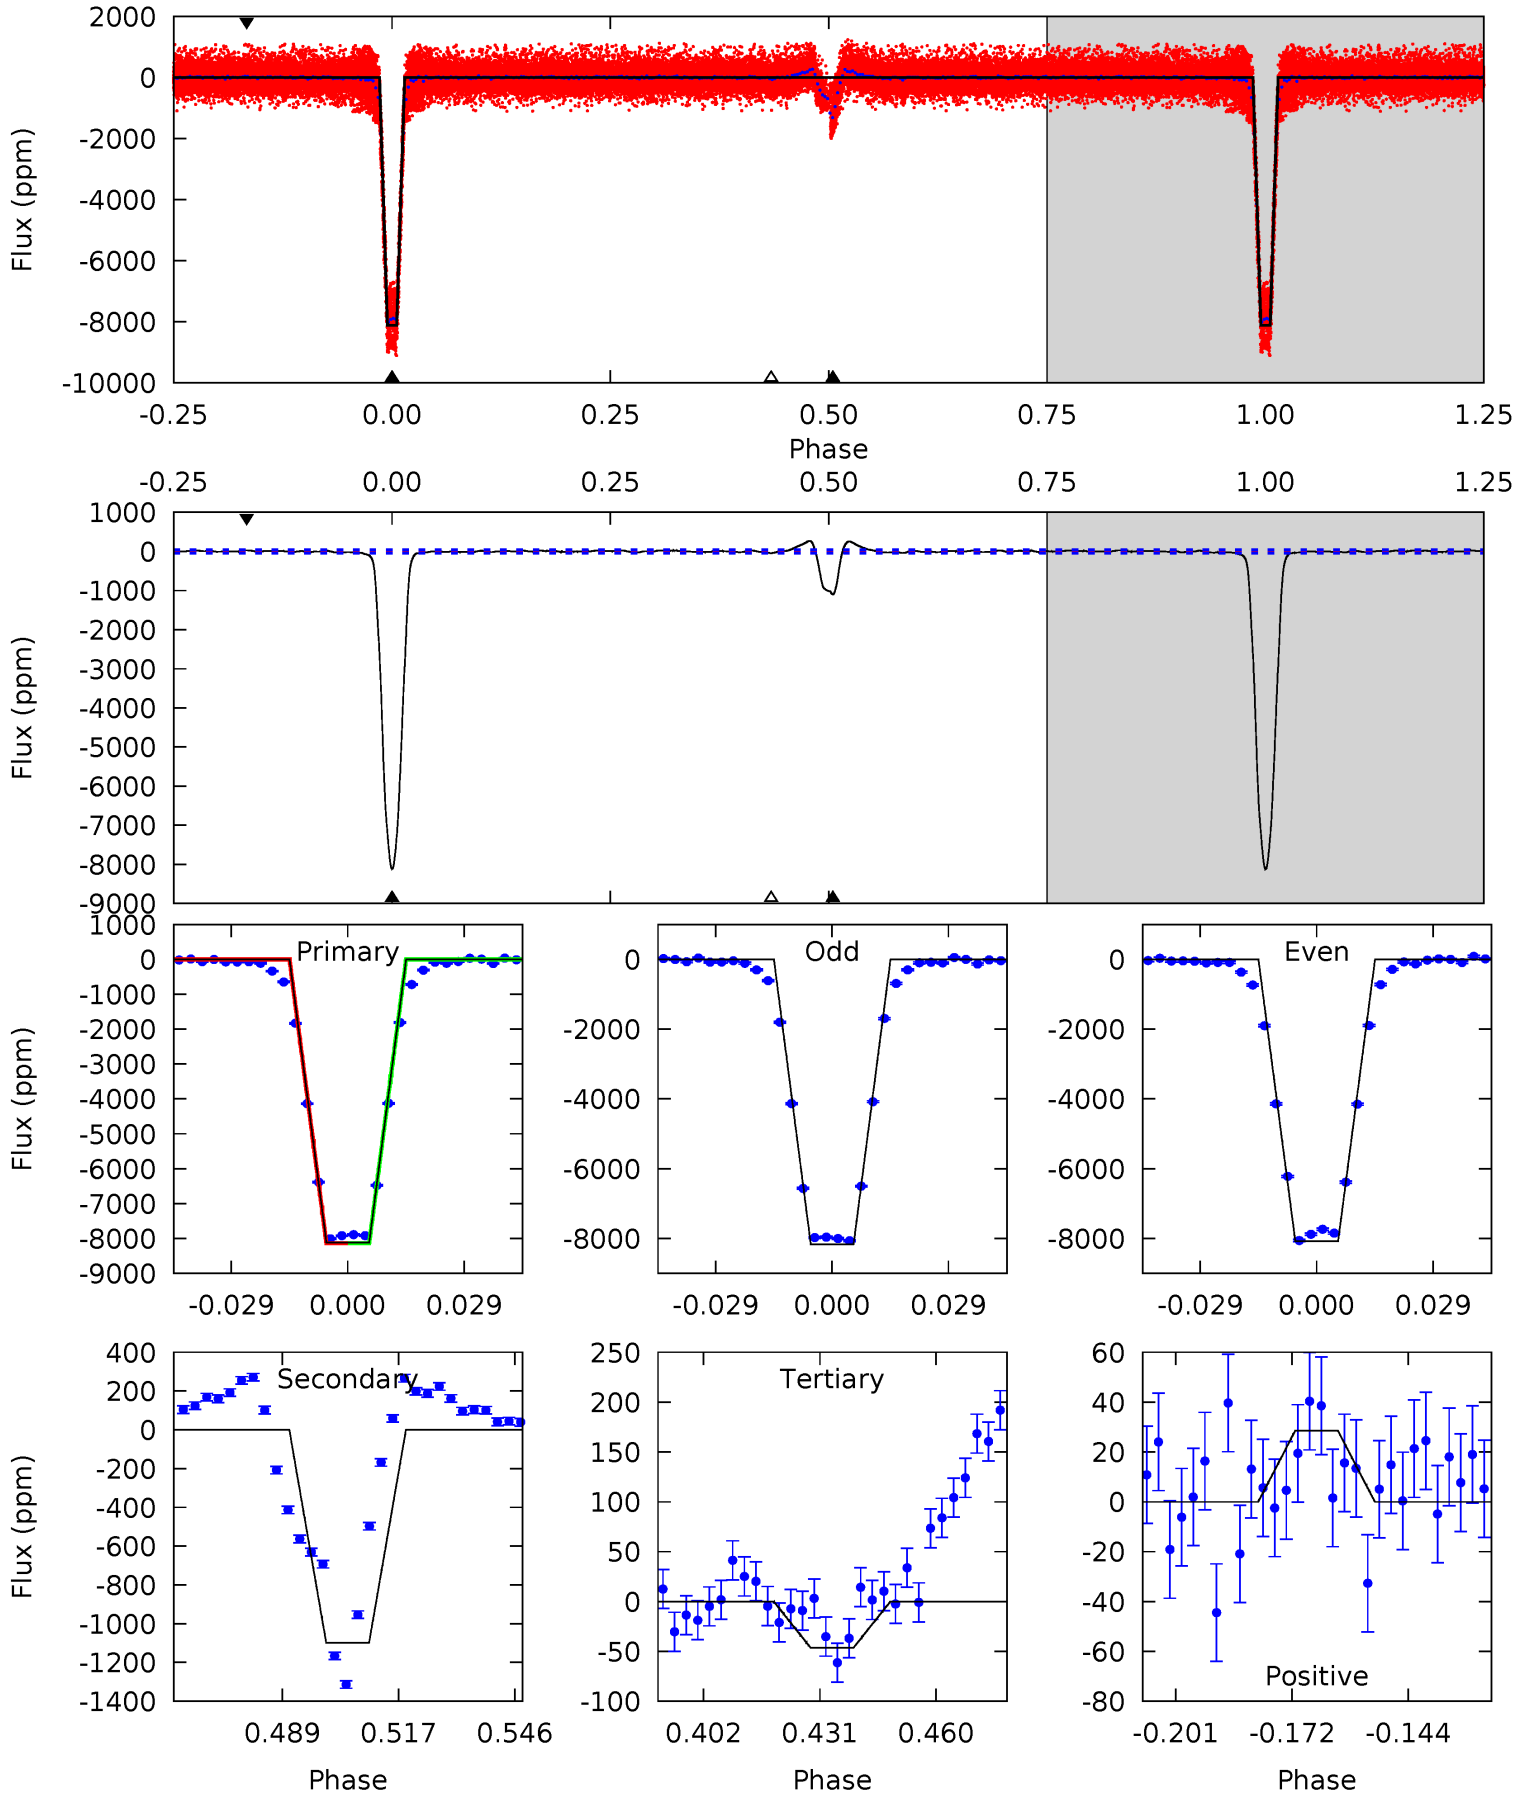 2000
0
-2000
-4000
-6000
-8000
-10000
Flux (ppm)
-0.25 0.00 0.25 0.50 0.75 1.00 1.25
Phase
-0.25 0.00 0.25 0.50 0.75 1.00 1.25
1000
0
-1000
-2000
-3000
-4000
-5000
-6000
-7000
-8000
-9000
Flux (ppm)
Primary
1000
0
-1000
-2000
-3000
-4000
-5000
-6000
-7000
-8000
-9000
Flux (ppm)
-0.029 0.000 0.029
Odd
0
-2000
-4000
-6000
-8000
-0.029 0.000 0.029
Even
0
-2000
-4000
-6000
-8000
-0.029 0.000 0.029
Secondary
400
200
0
-200
-400
-600
-800
-1000
-1200
-1400
Flux (ppm)
0.489 0.517 0.546
Phase
Tertiary
250
200
150
100
50
0
-50
-100
0.402 0.431 0.460
Phase
60
40
20
0
-20
-40
-60
-80
Positive
-0.201 -0.172 -0.144
Phase